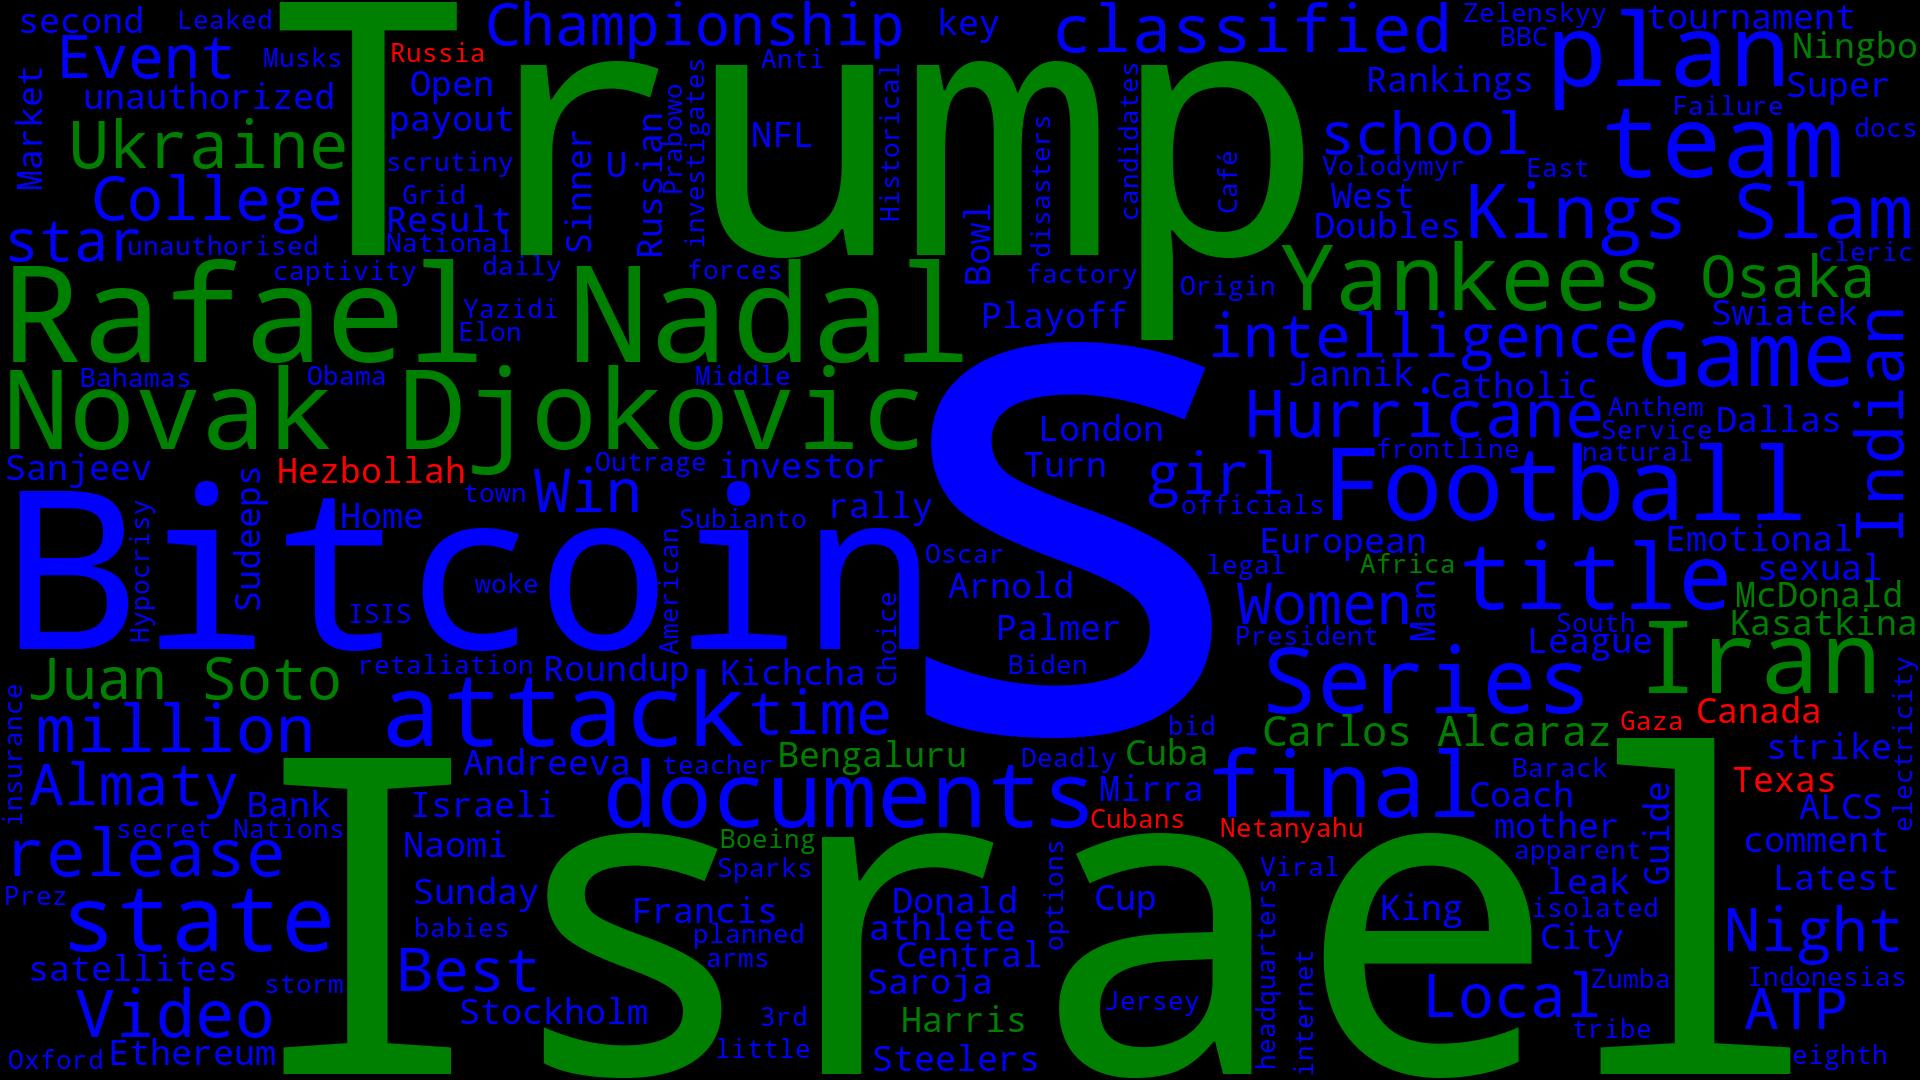 second
Leaked
Trump
Championship
key
classified
Zelenskyy
tournament
Event
Musks
Russia
Anti
BBC
plan
Ningbo
unauthorized
Open
Rankings
Super
Market
payout
Prabowo
investigates
NFL
Historical
disasters
candidates
Failure
Ukraine
scrutiny
Sinner
U
Russian
school
team
docs
College
Grid
Café
Volodymyr
East
star
Result
West
Kings Slam
unauthorised
National
Bowl
Doubles
cleric
Rafael Nadal
captivity
daily
forces
factory
Origin
Yankees
Osaka
Yazidi
Elon
Playoff
intelligence
Swiatek
Game
Indian
Novak Djokovic
Bahamas
Obama
Middle
S
Jannik
Catholic
Hurricane
Anthem
Dallas
London
Service
Sanjeev
Hezbollah
Outrage
investor
Turn
girl
frontline
natural
Football
Bitcoin
Hypocrisy
Sudeeps
town
Win
rally
officials
Home
Subianto
European
Emotional
American
Oscar
legal
Africa
title
sexual
woke
Arnold
Women
Man
McDonald
ISIS
Choice
Palmer
President
South
Kasatkina
Juan Soto
retaliation
Roundup
Kichcha
Biden
League
Iran
attack
time
Series
insurance
million
bid
Carlos Alcaraz
Gaza
Canada
electricity
Bengaluru
Cuba
strike
Almaty
Israel
Andreeva
teacher
Deadly
final
Barack
Texas
Bank
Israeli
documents
Mirra
Coach
Guide
ALCS
secret
Nations
Cubans
Netanyahu
mother
release
Naomi
Boeing
apparent
comment
Prez
Sparks
options
Viral
leak
Latest
state
Sunday
Francis
Donald
Cup
King
isolated
babies
planned
athlete
City
Night
satellites
Best
arms
Central
headquarters
internet
storm
Saroja
Local
Zumba
Indonesias
Video
Stockholm
3rd
Harris
Jersey
tribe
ATP
Oxford
Ethereum
little
Steelers
eighth